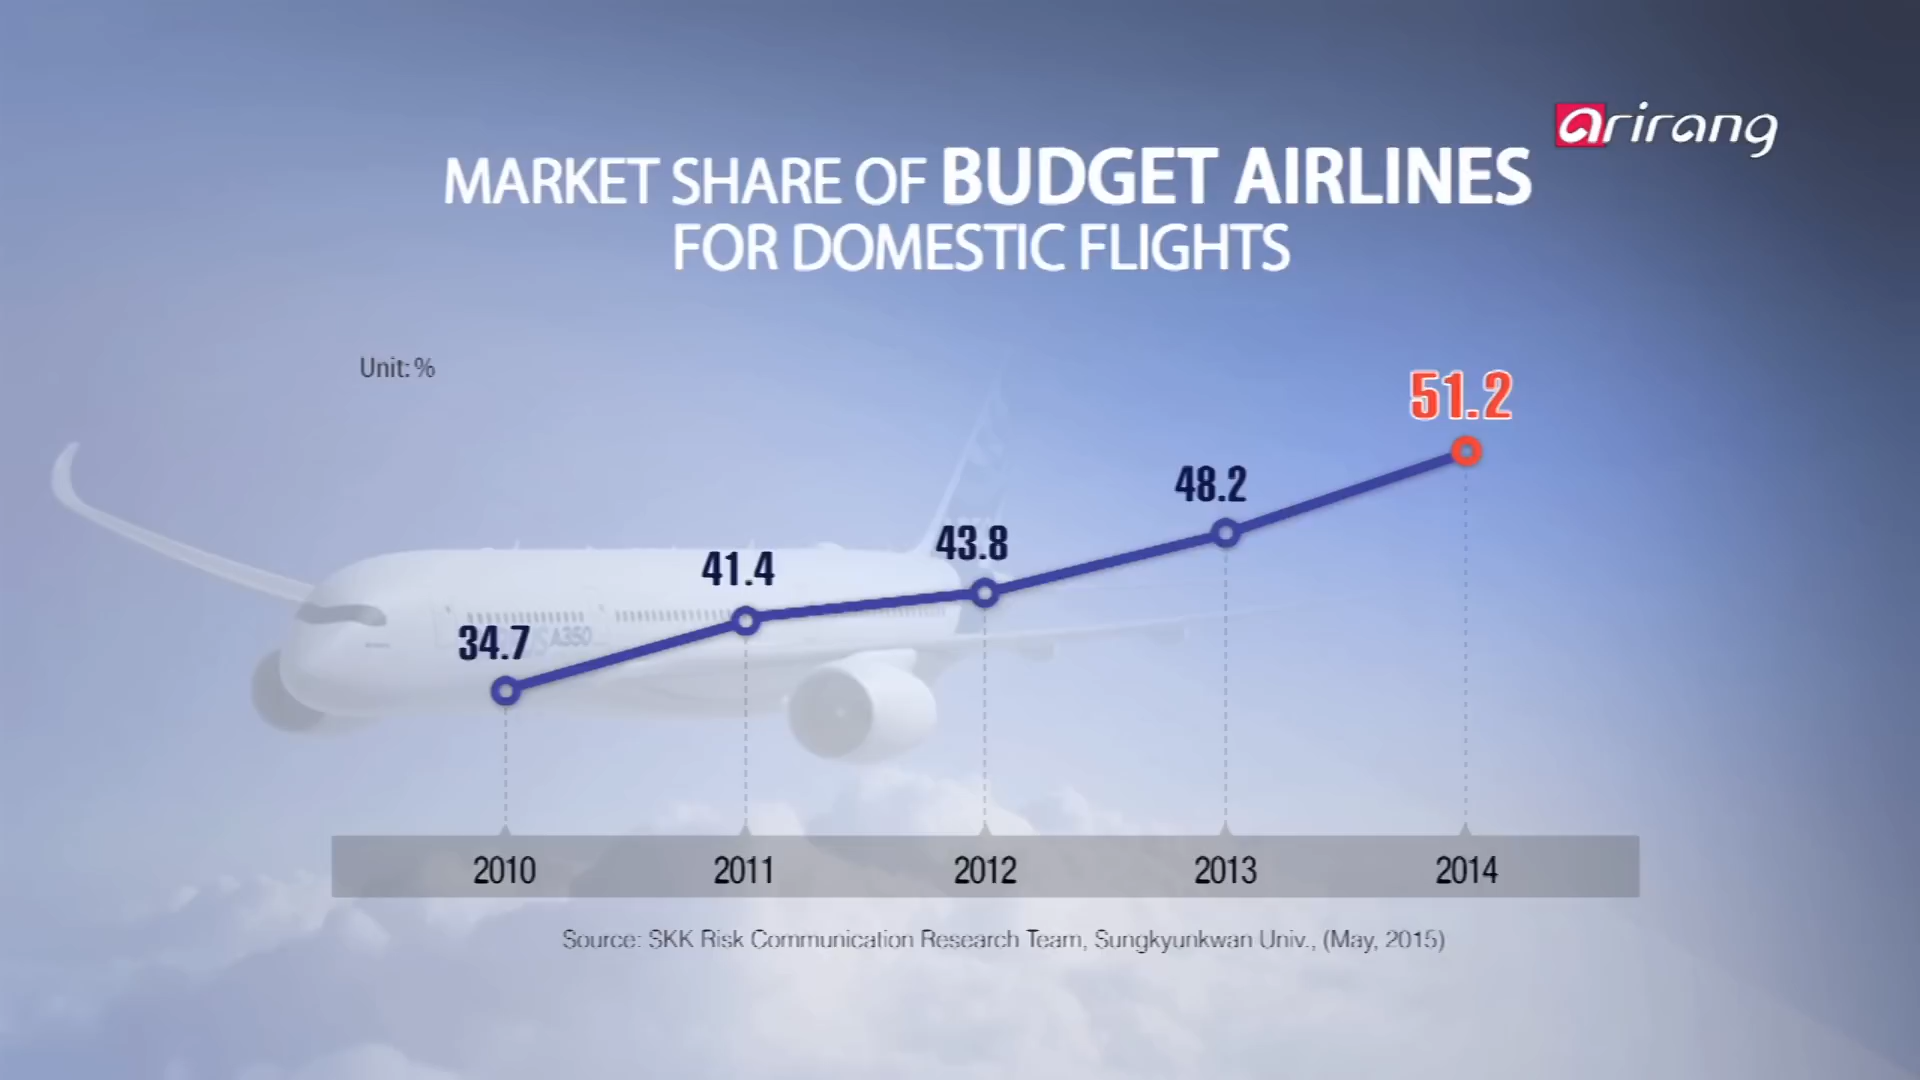 arirang
MARKET SHARE OF BUDGET AIRLINES
FOR DOMESTIC FLIGHTS
Unit: %
51.2
48.2
43.8
41.4
34.7
A350
2010 2011 2012 2013 2014
Source: SKK Risk Communication Research Team, Sungkyunkwan Univ., (May, 2015)